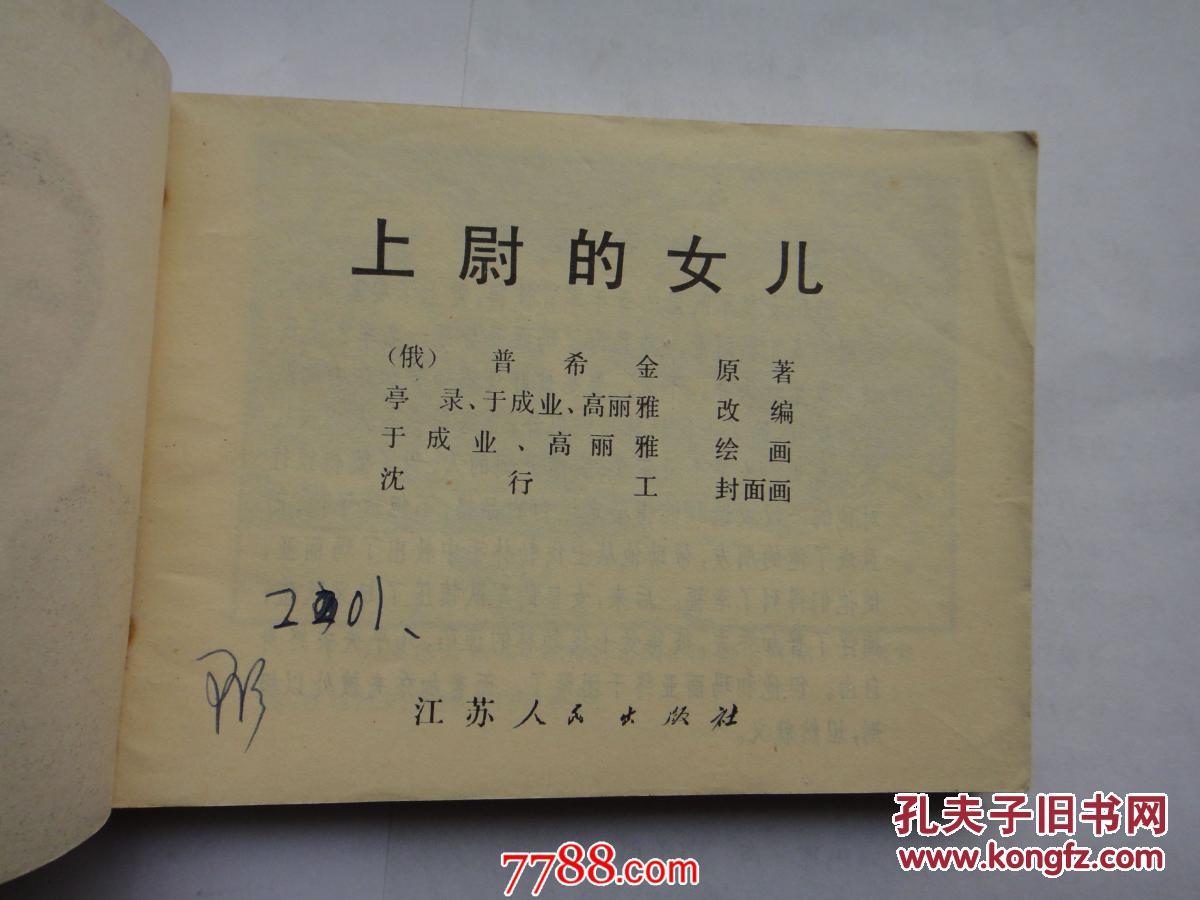 上尉的女儿
(俄) 普希金 原著
亭录、于成业、高丽雅 改编
于成业、高丽雅 绘画
沈行工 封面画
江苏人民出版社
孔夫子旧书网
www.kongfz.com
7788.com